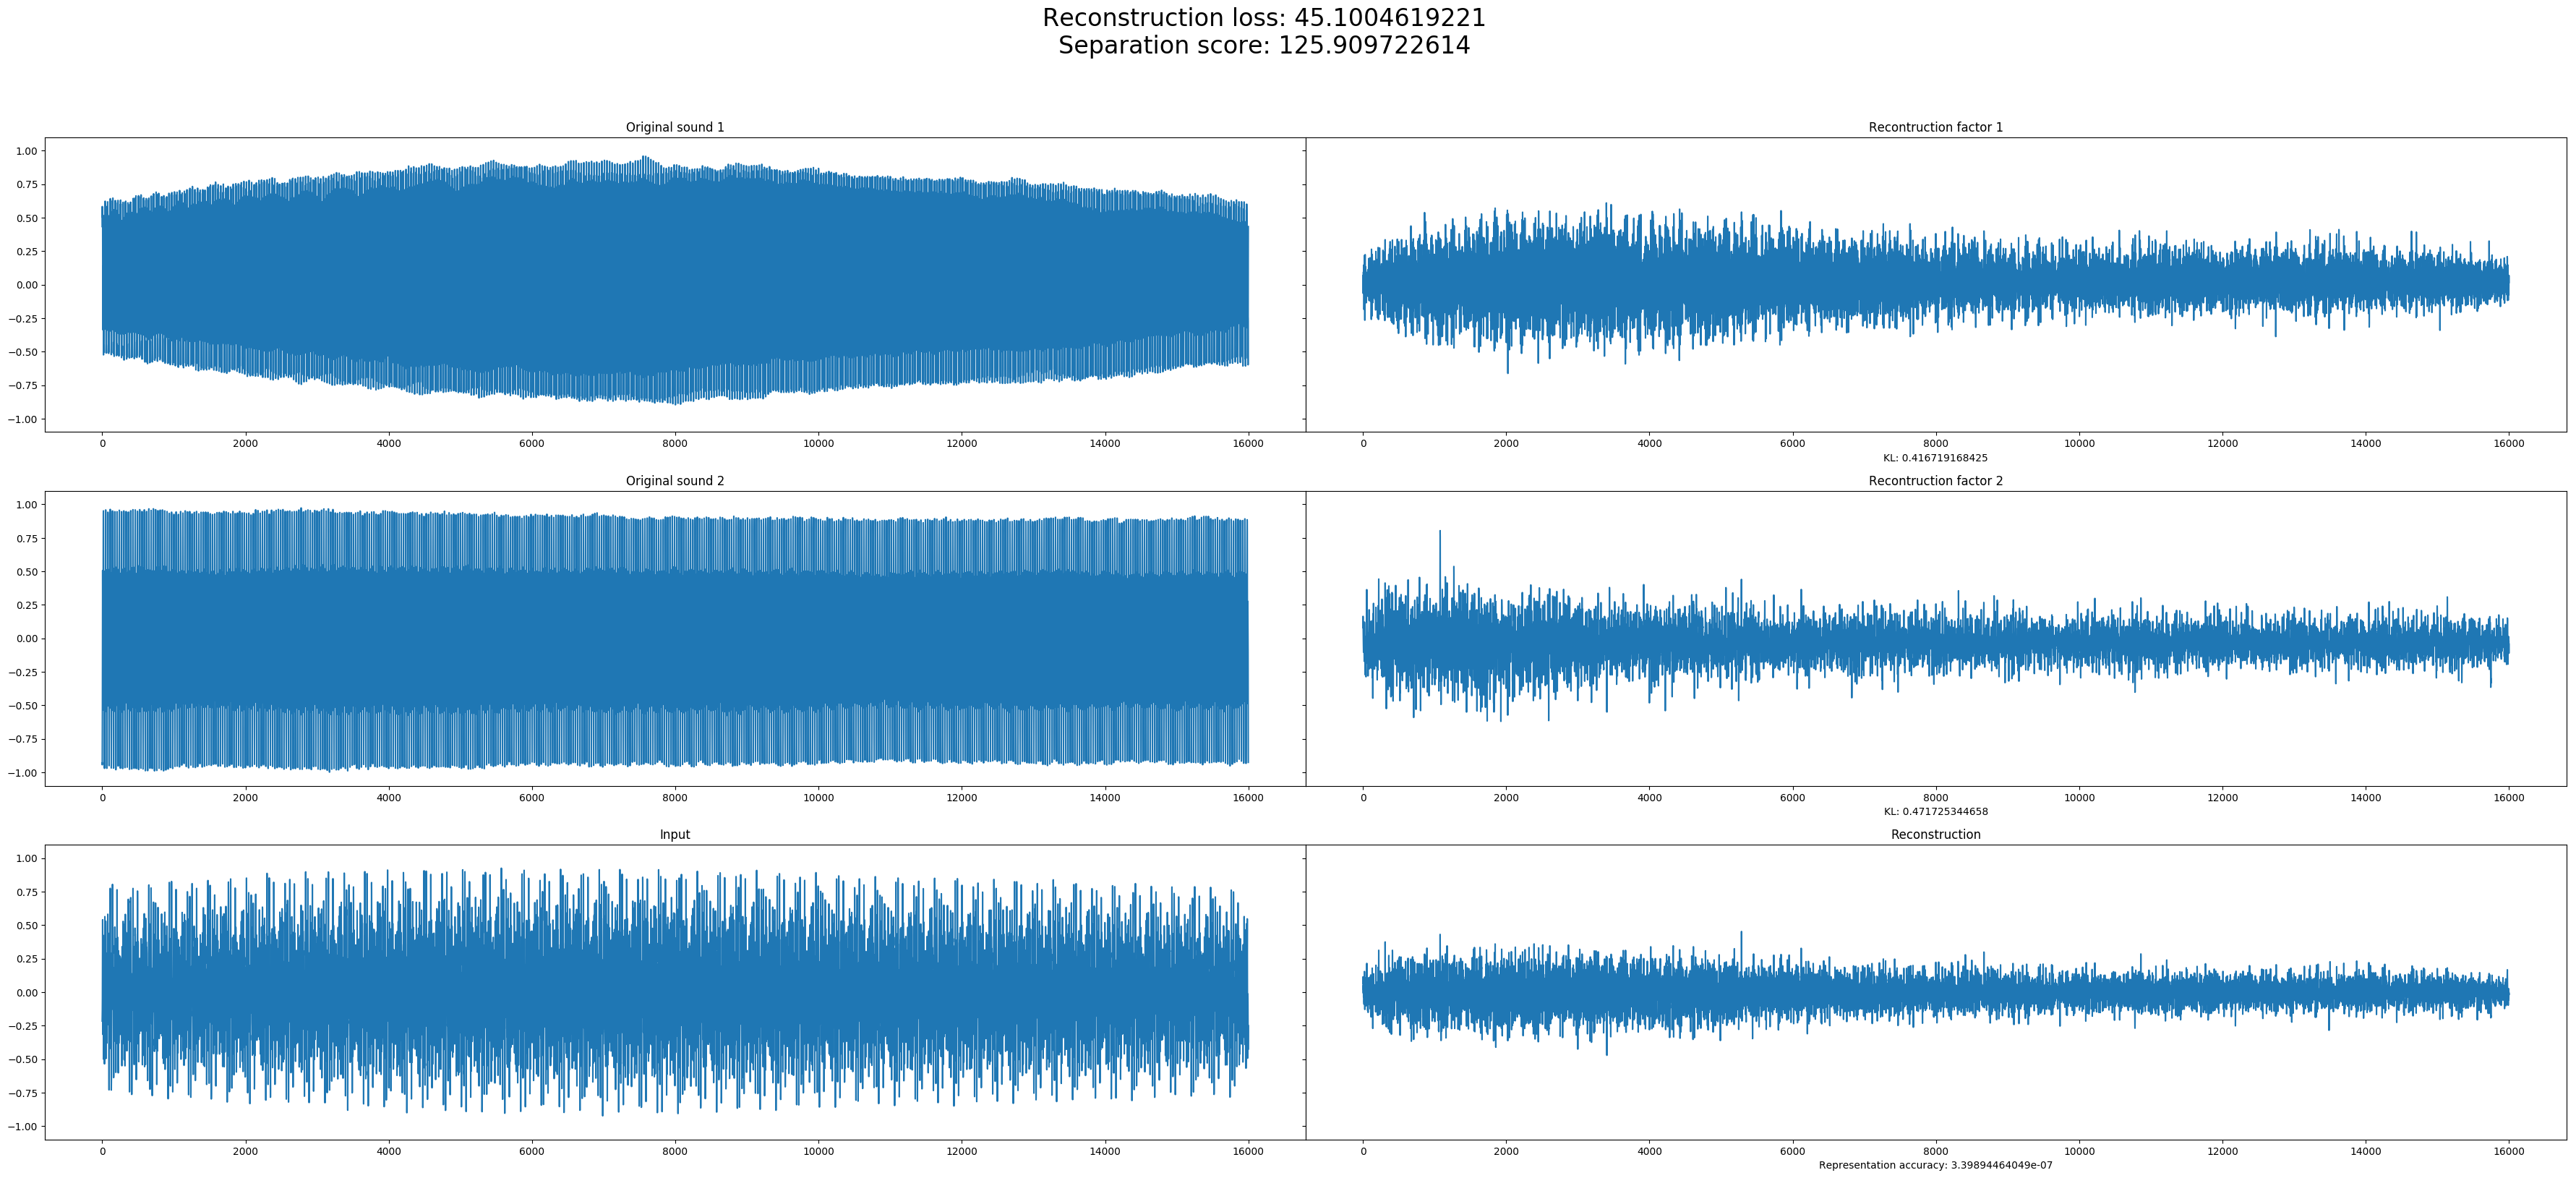 Reconstruction loss: 45.1004619221
Separation score: 125.909722614
Original sound 1
Recontruction factor 1
1.00
0.75
0.50
0.25
0.00
−0.25
−0.50
−0.75
−1.00
0 2000 4000 6000 8000 10000 12000 14000 16000
0 2000 4000 6000 8000 10000 12000 14000 16000
KL: 0.416719168425
Original sound 2
Recontruction factor 2
1.00
0.75
0.50
0.25
0.00
−0.25
−0.50
−0.75
−1.00
0 2000 4000 6000 8000 10000 12000 14000 16000
0 2000 4000 6000 8000 10000 12000 14000 16000
KL: 0.471725344658
Input
Reconstruction
1.00
0.75
0.50
0.25
0.00
−0.25
−0.50
−0.75
−1.00
0 2000 4000 6000 8000 10000 12000 14000 16000
0 2000 4000 6000 8000 10000 12000 14000 16000
Representation accuracy: 3.39894464049e-07